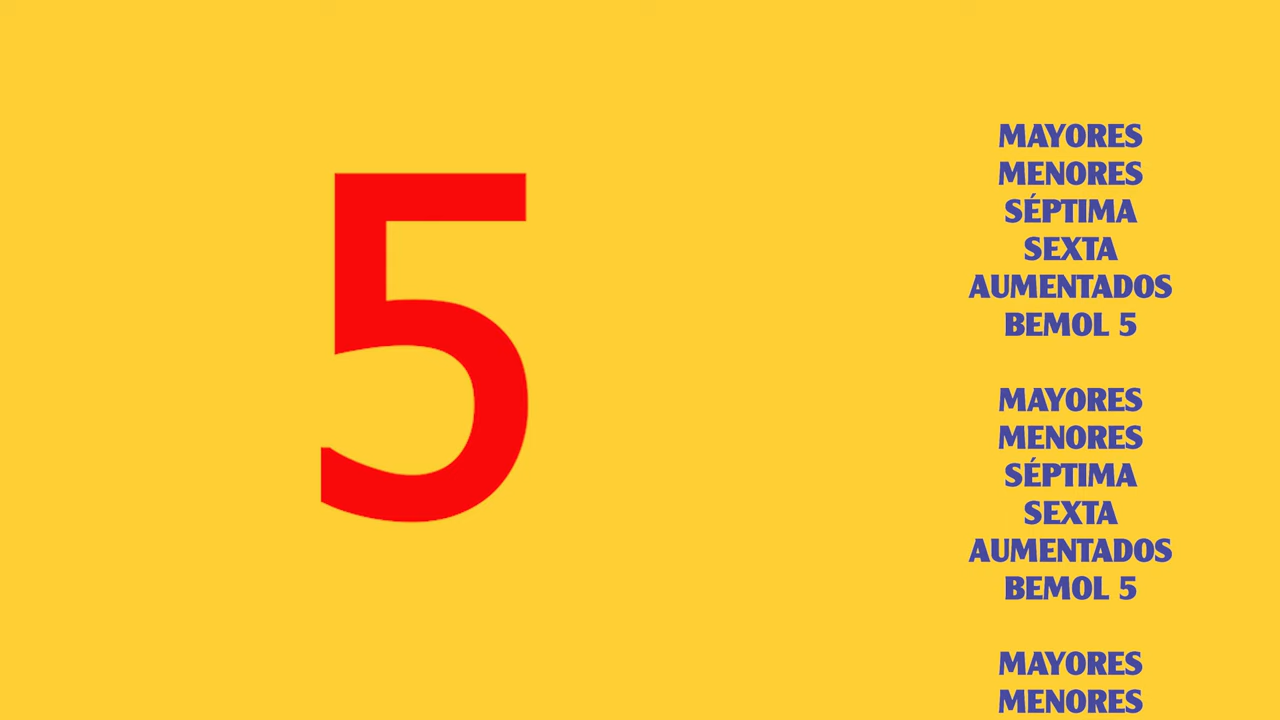 5
MAYORES
MENORES
SÉPTIMA
SEXTA
AUMENTADOS
BEMOL 5
MAYORES
MENORES
SÉPTIMA
SEXTA
AUMENTADOS
BEMOL 5
MAYORES
MENORES